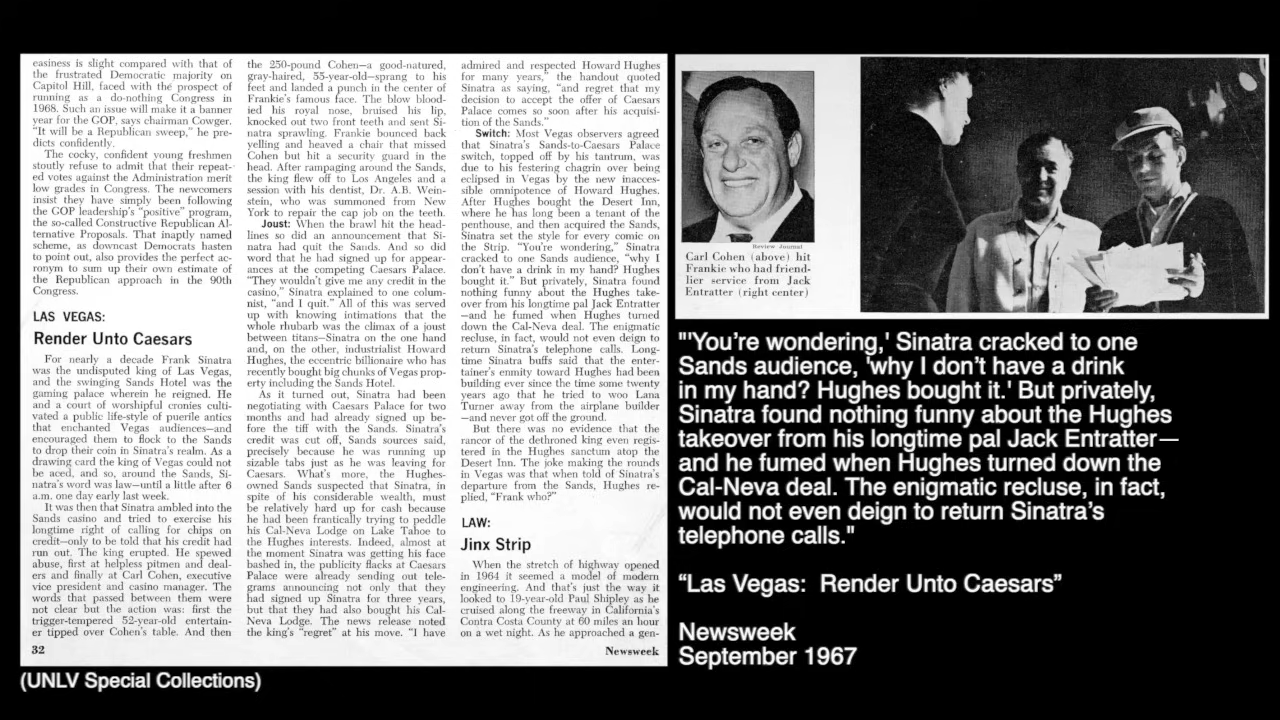 easiness is slight compared with that of
the frustrated Democratic majority on
Capitol Hill, faced with the prospect of
running as a do-nothing Congress in
1968. Such an issue will make it a banner
year for the GOP, says chairman Cowger.
"It will be a Republican sweep," he pre-
dicts confidently.
The cocky, confident young freshmen
stoutly refuse to admit that their repeat-
ed votes against the Administration merit
low grades in Congress. The newcomers
insist they have simply been following
the GOP leadership's "positive" program,
the so-called Constructive Republican Al-
ternative Proposals. That inaptly named
scheme, as downcast Democrats hasten
to point out, also provides the perfect ac-
ronym to sum up their own estimate of
the Republican approach in the 90th
Congress.
LAS VEGAS:
Render Unto Caesars
For nearly a decade Frank Sinatra
was the undisputed king of Las Vegas,
and the swinging Sands Hotel was the
gaming palace wherein he reigned. He
and a court of worshipful cronies culti-
vated a public life-style of puerile antics
that enchanted Vegas audiences—and
encouraged them to flock to the Sands
to drop their coin in Sinatra's realm. As a
drawing card the king of Vegas could not
be aced, and so, around the Sands, Si-
natra's word was law—until a little after 6
a.m. one day early last week.
It was then that Sinatra ambled into the
Sands casino and tried to exercise his
longtime right of calling for chips on
credit—only to be told that his credit had
run out. The king erupted. He spewed
abuse, first at helpless pitmen and deal-
ers and finally at Carl Cohen, executive
vice president and casino manager. The
words that passed between them were
not clear but the action was: first the
trigger-tempered 52-year-old entertain-
er tipped over Cohen's table. And then
32
the 250-pound Cohen—a good-natured,
gray-haired, 55-year-old—sprang to his
feet and landed a punch in the center of
Frankie's famous face. The blow blood-
ied his royal nose, bruised his lip,
knocked out two front teeth and sent Si-
natra sprawling. Frankie bounced back
yelling and heaved a chair that missed
Cohen but hit a security guard in the
head. After rampaging around the Sands,
the king flew off to Los Angeles and a
session with his dentist, Dr. A.B. Wein-
stein, who was summoned from New
York to repair the cap job on the teeth.
Joust: When the brawl hit the head-
lines so did an announcement that Si-
natra had quit the Sands. And so did
word that he had signed up for appear-
ances at the competing Caesars Palace.
"They wouldn't give me any credit in the
casino," Sinatra explained to one colum-
nist, "and I quit." All of this was served
up with knowing intimations that the
whole rhubarb was the climax of a joust
between titans—Sinatra on the one hand
and, on the other, industrialist Howard
Hughes, the eccentric billionaire who has
recently bought big chunks of Vegas prop-
erty including the Sands Hotel.
As it turned out, Sinatra had been
negotiating with Caesars Palace for two
months and had already signed up be-
fore the tiff with the Sands. Sinatra's
credit was cut off, Sands sources said,
precisely because he was running up
sizable tabs just as he was leaving for
Caesars. What's more, the Hughes-
owned Sands suspected that Sinatra, in
spite of his considerable wealth, must
be relatively hard up for cash because
he had been frantically trying to peddle
his Cal-Neva Lodge on Lake Tahoe to
the Hughes interests. Indeed, almost at
the moment Sinatra was getting his face
bashed in, the publicity flacks at Caesars
Palace were already sending out tele-
grams announcing not only that they
had signed up Sinatra for three years,
but that they had also bought his Cal-
Neva Lodge. The news release noted
the king's "regret" at his move. "I have
admired and respected Howard Hughes
for many years," the handout quoted
Sinatra as saying, "and regret that my
decision to accept the offer of Caesars
Palace comes so soon after his acquisi-
tion of the Sands."
Switch: Most Vegas observers agreed
that Sinatra's Sands-to-Caesars Palace
switch, topped off by his tantrum, was
due to his festering chagrin over being
eclipsed in Vegas by the new inacces-
sible omnipotence of Howard Hughes.
After Hughes bought the Desert Inn,
where he has long been a tenant of the
penthouse, and then acquired the Sands,
Sinatra set the style for every comic on
the Strip. "You're wondering," Sinatra
cracked to one Sands audience, "why I
don't have a drink in my hand? Hughes
bought it." But privately, Sinatra found
nothing funny about the Hughes take-
over from his longtime pal Jack Entratter
—and he fumed when Hughes turned
down the Cal-Neva deal. The enigmatic
recluse, in fact, would not even deign to
return Sinatra's telephone calls. Long-
time Sinatra buffs said that the enter-
tainer's enmity toward Hughes had been
building ever since the time some twenty
years ago that he tried to woo Lana
Turner away from the airplane builder
—and never got off the ground.
But there was no evidence that the
rancor of the dethroned king even regis-
tered in the Hughes sanctum atop the
Desert Inn. The joke making the rounds
in Vegas was that when told of Sinatra's
departure from the Sands, Hughes re-
plied, "Frank who?"
LAW:
Jinx Strip
When the stretch of highway opened
in 1964 it seemed a model of modern
engineering. And that's just the way it
looked to 19-year-old Paul Shipley as he
cruised along the freeway in California's
Contra Costa County at 60 miles an hour
on a wet night. As he approached a gen-
Newsweek
(UNLV Special Collections)
Review Journal
Carl Cohen (above) hit
Frankie who had friend-
lier service from Jack
Entratter (right center)
"'You're wondering,' Sinatra cracked to one
Sands audience, 'why I don't have a drink
in my hand? Hughes bought it.' But privately,
Sinatra found nothing funny about the Hughes
takeover from his longtime pal Jack Entratter—
and he fumed when Hughes turned down the
Cal-Neva deal. The enigmatic recluse, in fact,
would not even deign to return Sinatra's
telephone calls."
“Las Vegas:  Render Unto Caesars”
Newsweek
September 1967